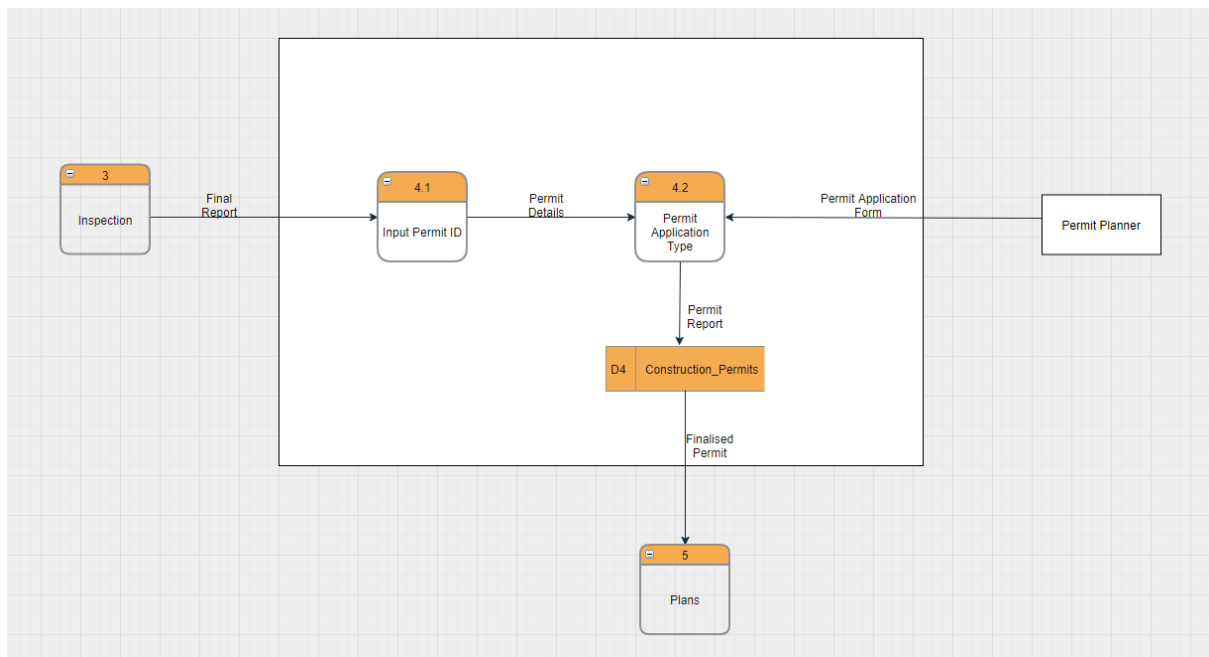 3
Inspection
Final
Report
4.1
Input Permit ID
Permit
Details
4.2
Permit
Application
Type
Permit Application
Form
Permit Planner
Permit
Report
D4 Construction_Permits
Finalised
Permit
5
Plans